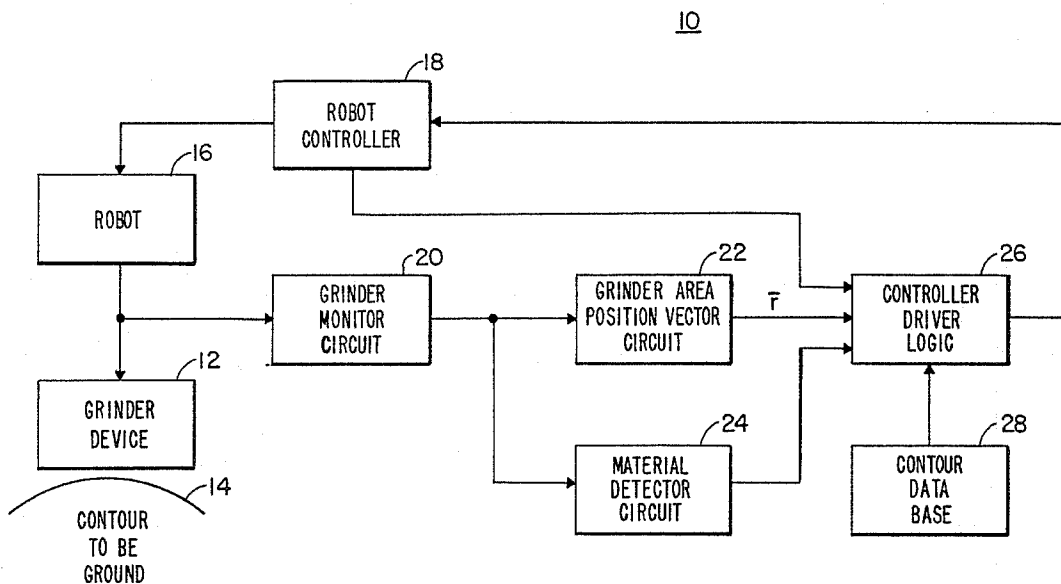 10
18
ROBOT
CONTROLLER
16
ROBOT
20
GRINDER
MONITOR
CIRCUIT
22
GRINDER AREA
POSITION VECTOR
CIRCUIT
r̅
26
CONTROLLER
DRIVER
LOGIC
12
GRINDER
DEVICE
14
CONTOUR
TO BE
GROUND
24
MATERIAL
DETECTOR
CIRCUIT
28
CONTOUR
DATA
BASE